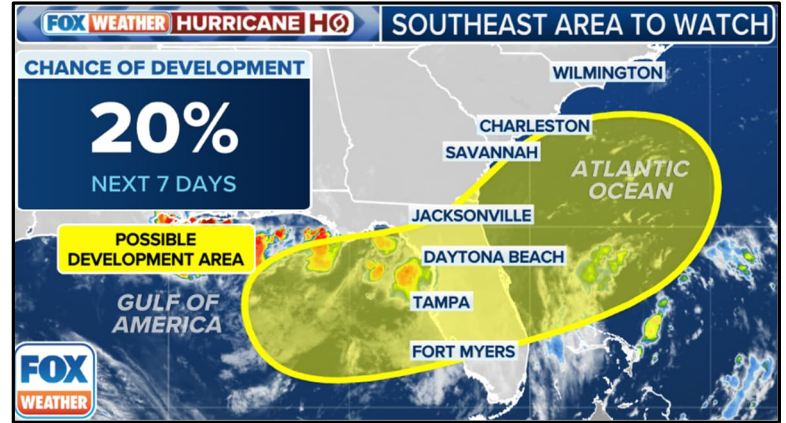 FOX WEATHER HURRICANE HQ
SOUTHEAST AREA TO WATCH
CHANCE OF DEVELOPMENT
20%
NEXT 7 DAYS
WILMINGTON
CHARLESTON
SAVANNAH
ATLANTIC
OCEAN
JACKSONVILLE
POSSIBLE
DEVELOPMENT AREA
DAYTONA BEACH
GULF OF
AMERICA
TAMPA
FORT MYERS
FOX
WEATHER